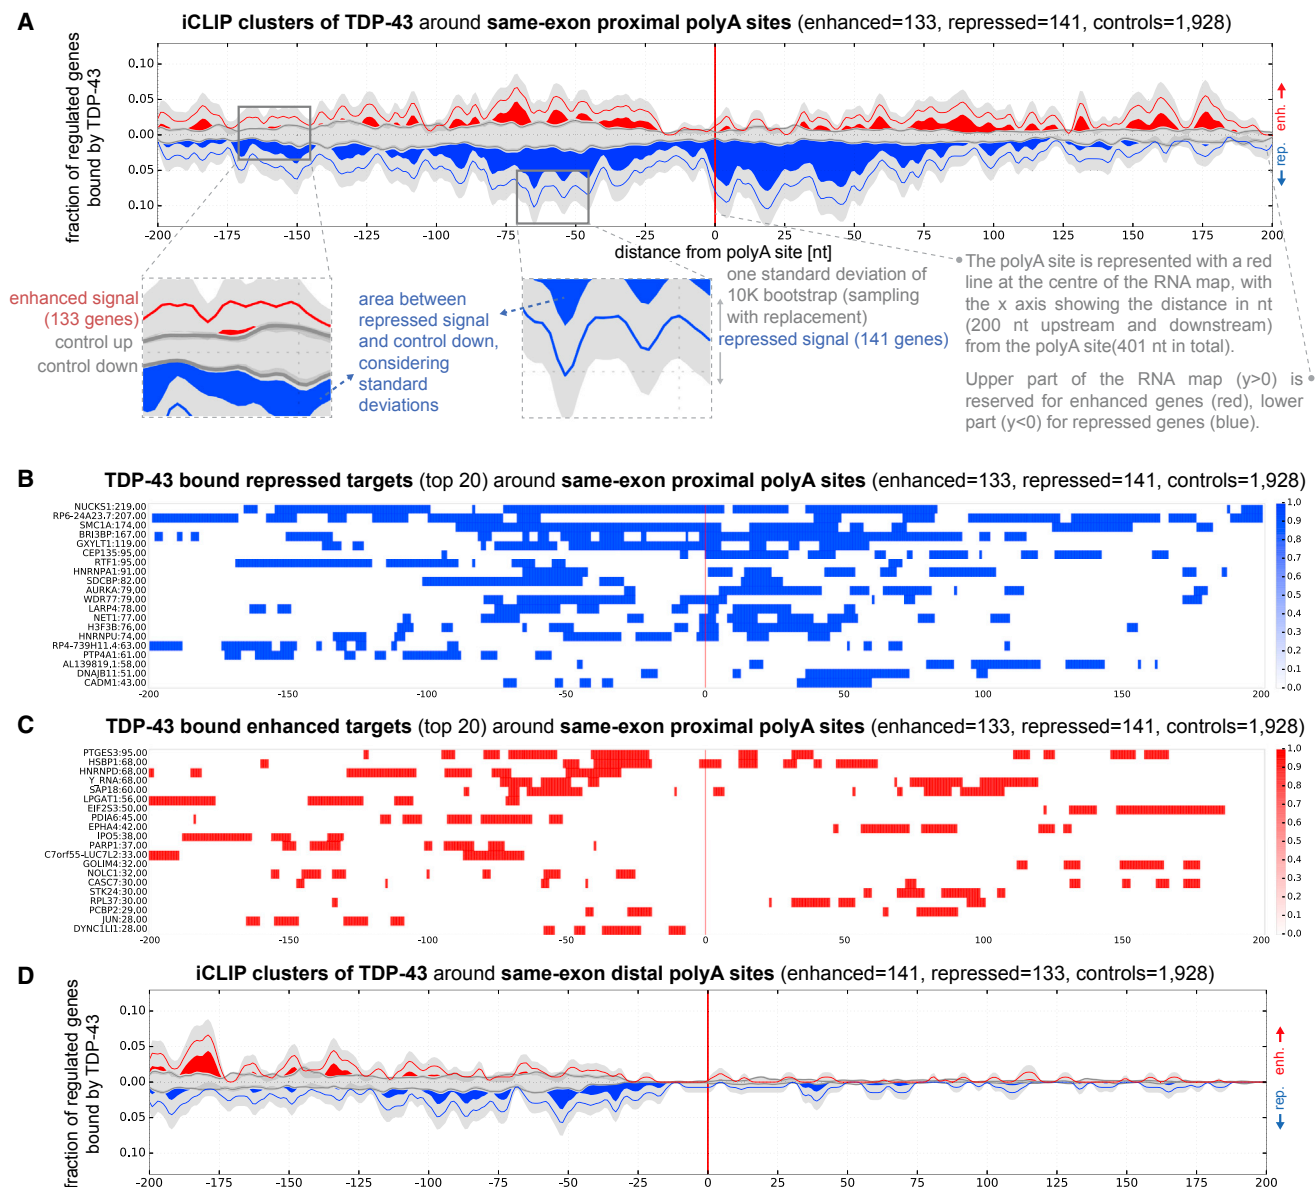 A
iCLIP clusters of TDP-43 around same-exon proximal polyA sites (enhanced=133, repressed=141, controls=1,928)
fraction of regulated genes
bound by TDP-43
0.10
0.05
0.00
0.05
0.10
enh.
rep.
-200 -175 -150 -125 -100 -75 -50 -25 0 25 50 75 100 125 150 175 200
distance from polyA site [nt]
enhanced signal
(133 genes)
control up
control down
area between
repressed signal
and control down,
considering
standard
deviations
one standard deviation of
10K bootstrap (sampling
with replacement)
repressed signal (141 genes)
The polyA site is represented with a red
line at the centre of the RNA map, with
the x axis showing the distance in nt
(200 nt upstream and downstream)
from the polyA site(401 nt in total).
Upper part of the RNA map (y>0) is
reserved for enhanced genes (red), lower
part (y<0) for repressed genes (blue).
B
TDP-43 bound repressed targets (top 20) around same-exon proximal polyA sites (enhanced=133, repressed=141, controls=1,928)
NUCKS1:219.00
RP6-24A23.7:207.00
SMC1A:174.00
BRI3BP:167.00
GXYLT1:119.00
CEP135:95.00
RTF1:95.00
HNRNPA1:91.00
SDCBP:82.00
AURKA:79.00
WDR77:79.00
LARP4:78.00
NET1:77.00
H3F3B:76.00
HNRNPU:74.00
RP4-739H11.4:63.00
PTP4A1:61.00
AL139819.1:58.00
DNAJB11:51.00
CADM1:43.00
-200 -150 -100 -50 0 50 100 150 200
1.0
0.9
0.8
0.7
0.6
0.5
0.4
0.3
0.2
0.1
0.0
C
TDP-43 bound enhanced targets (top 20) around same-exon proximal polyA sites (enhanced=133, repressed=141, controls=1,928)
PTGES3:95.00
HSBP1:68.00
HNRNPD:68.00
Y_RNA:68.00
SAP18:60.00
LPGAT1:56.00
EIF2S3:50.00
PDIA6:45.00
EPHA4:42.00
IPO5:38.00
PARP1:37.00
C7orf55-LUC7L2:33.00
GOLIM4:32.00
NOLC1:32.00
CASC7:30.00
STK24:30.00
RPL37:30.00
PCBP2:29.00
JUN:28.00
DYNC1LI1:28.00
-200 -150 -100 -50 0 50 100 150 200
1.0
0.9
0.8
0.7
0.6
0.5
0.4
0.3
0.2
0.1
0.0
D
iCLIP clusters of TDP-43 around same-exon distal polyA sites (enhanced=141, repressed=133, controls=1,928)
fraction of regulated genes
bound by TDP-43
0.10
0.05
0.00
0.05
0.10
enh.
rep.
-200 -175 -150 -125 -100 -75 -50 -25 0 25 50 75 100 125 150 175 200